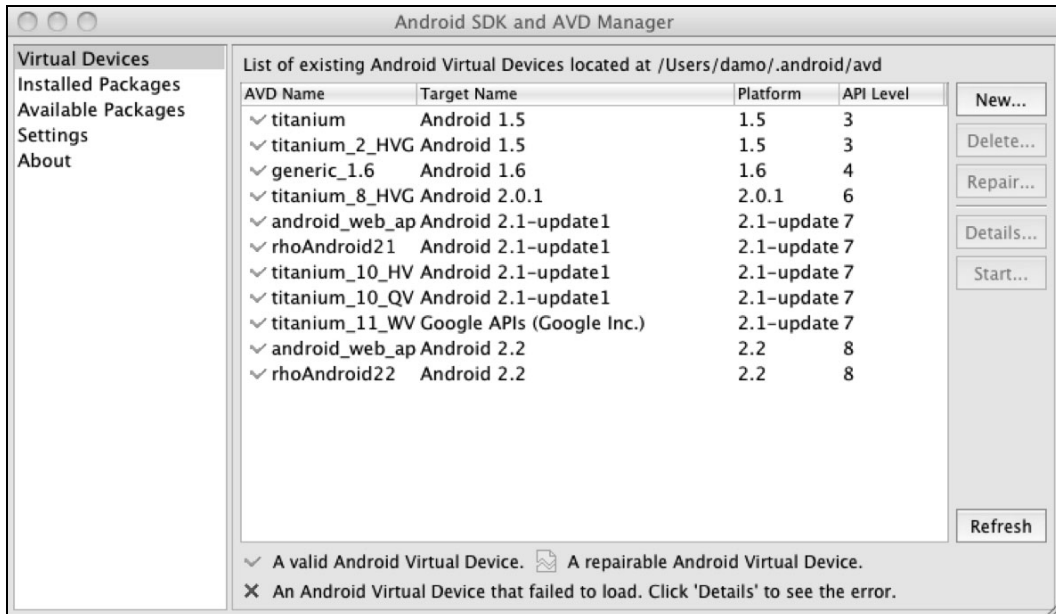 Android SDK and AVD Manager
Virtual Devices
Installed Packages
Available Packages
Settings
About
List of existing Android Virtual Devices located at /Users/damo/.android/avd
AVD Name Target Name Platform API Level
titanium Android 1.5 1.5 3
titanium_2_HVG Android 1.5 1.5 3
generic_1.6 Android 1.6 1.6 4
titanium_8_HVG Android 2.0.1 2.0.1 6
android_web_ap Android 2.1-update1 2.1-update 7
rhoAndroid21 Android 2.1-update1 2.1-update 7
titanium_10_HV Android 2.1-update1 2.1-update 7
titanium_10_QV Android 2.1-update1 2.1-update 7
titanium_11_WV Google APIs (Google Inc.) 2.1-update 7
android_web_ap Android 2.2 2.2 8
rhoAndroid22 Android 2.2 2.2 8
New...
Delete...
Repair...
Details...
Start...
Refresh
A valid Android Virtual Device. A repairable Android Virtual Device.
An Android Virtual Device that failed to load. Click 'Details' to see the error.